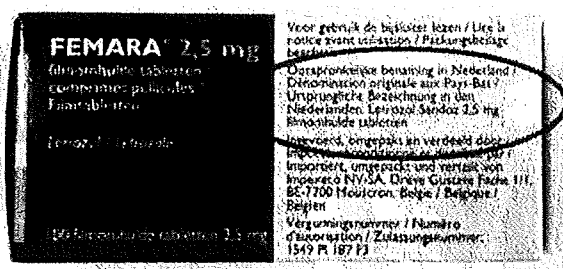 FEMARA® 2,5 mg
filmomhulde tabletten
comprimés pelliculés
Filmtabletten
letrozol / létrozole
filmomhulde tabletten 2,5 mg
Voor gebruik de bijsluiter lezen / Lire la
notice avant utilisation / Packungsbeilage
Oorspronkelijke benaming in Nederland /
Dénomination originale aux Pays-Bas /
Ursprüngliche Bezeichnung in den
Niederlanden: Letrozol Sandoz 2,5 mg
filmomhulde tabletten
Ingevoerd, omgepakt en verdeeld door
Importiert, umgepackt und verteilt von
Impexeco NV-SA, Drève Gustave Fache 1/1,
BE-7700 Mouscron, België / Belgique /
Belgien
Vergunningsnummer / Numéro
d'autorisation / Zulassungsnummer:
1549 PI 187 F3